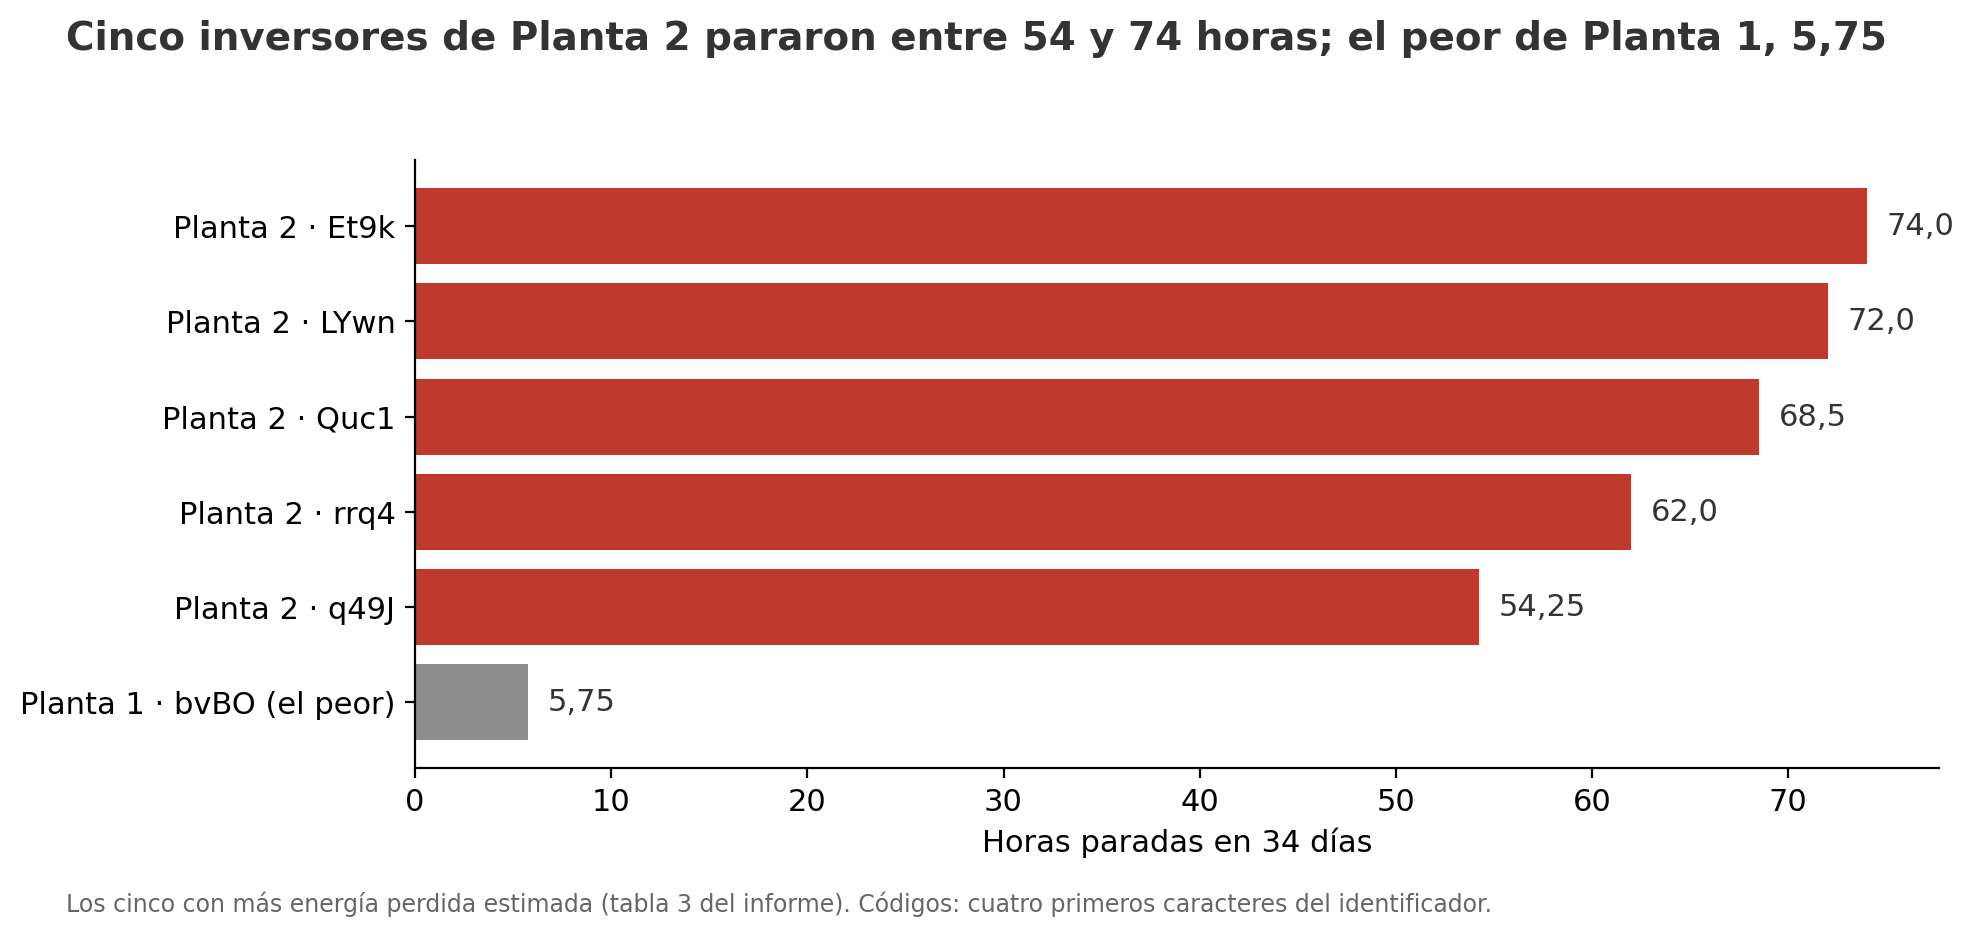 Cinco inversores de Planta 2 pararon entre 54 y 74 horas; el peor de Planta 1, 5,75
Planta 2 · Et9k
74,0
Planta 2 · LYwn
72,0
Planta 2 · Quc1
68,5
Planta 2 · rrq4
62,0
Planta 2 · q49J
54,25
Planta 1 · bvBO (el peor)
5,75
0 10 20 30 40 50 60 70
Horas paradas en 34 días
Los cinco con más energía perdida estimada (tabla 3 del informe). Códigos: cuatro primeros caracteres del identificador.